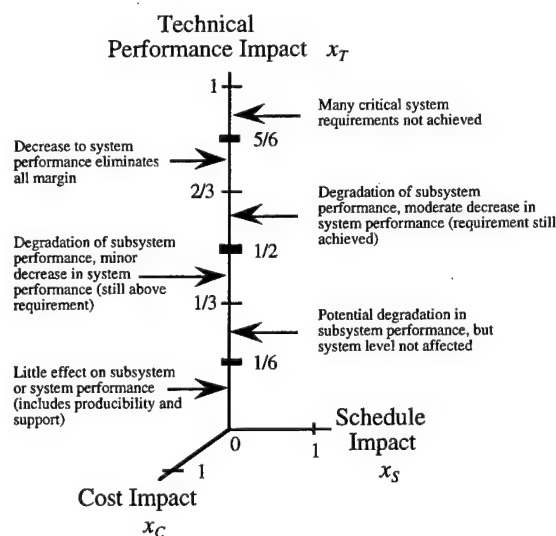 Technical
Performance Impact x_T
1
Many critical system
requirements not achieved
5/6
Decrease to system
performance eliminates
all margin
2/3
Degradation of subsystem
performance, moderate decrease in
system performance (requirement still
achieved)
1/2
Degradation of subsystem
performance, minor
decrease in system
performance (still above
requirement)
1/3
Potential degradation in
subsystem performance, but
system level not affected
1/6
Little effect on subsystem
or system performance
(includes producibility and
support)
Schedule
Impact
x_S
0
1
1
Cost Impact
x_C